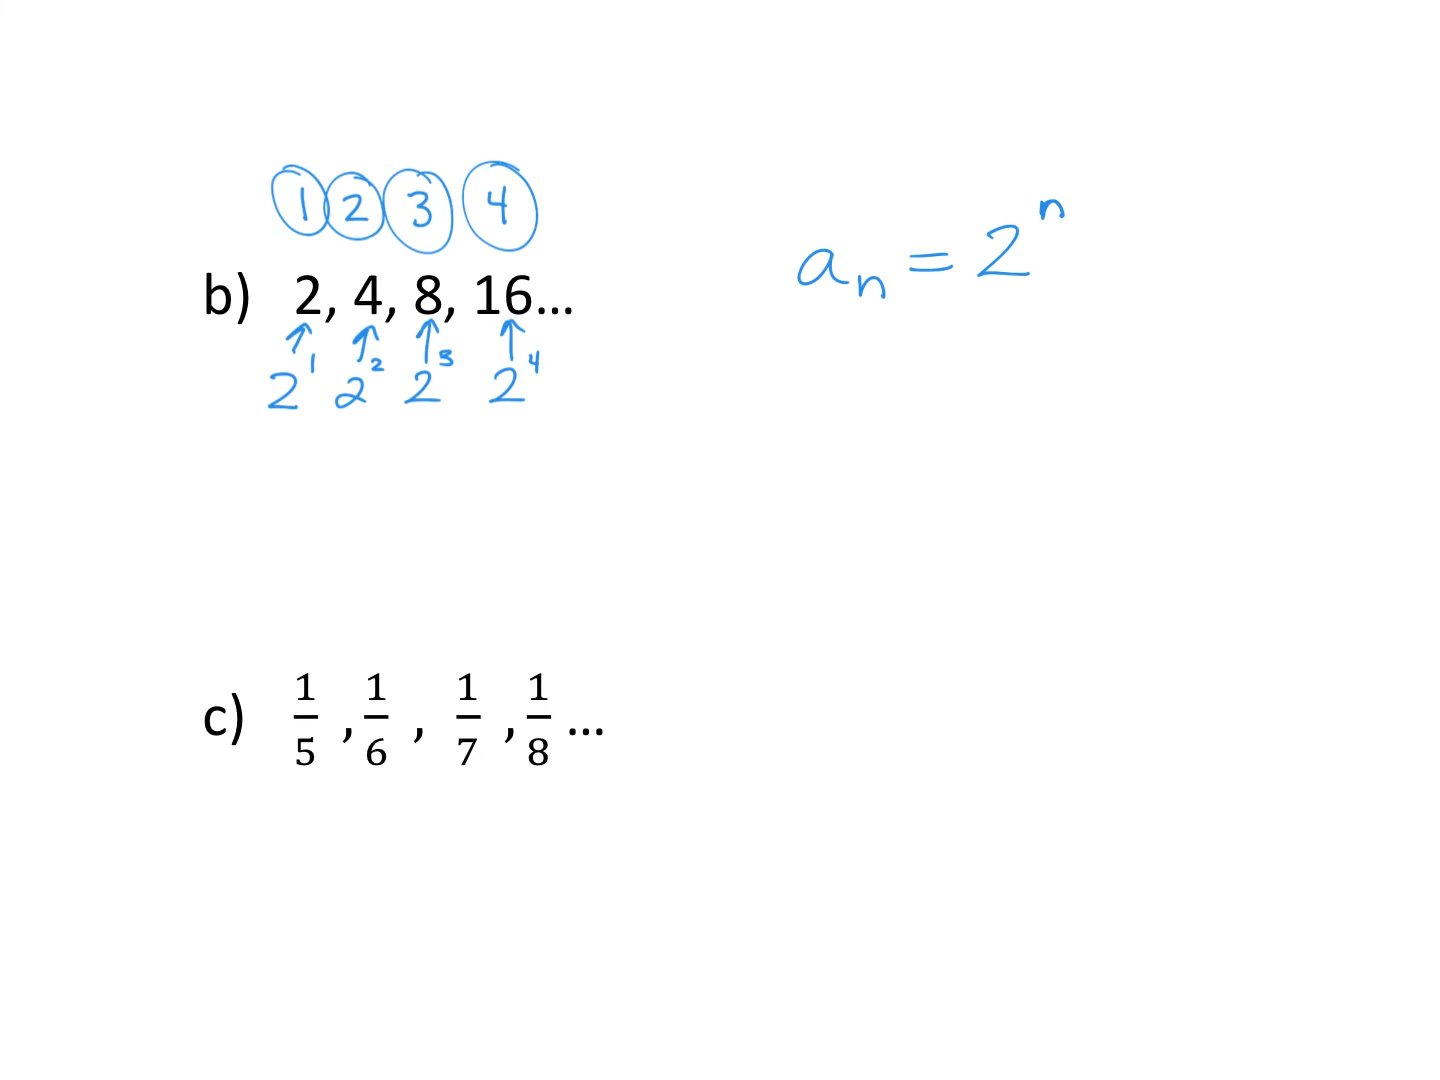 1 2 3 4
aₙ = 2ⁿ
b) 2, 4, 8, 16...
2¹ 2² 2³ 2⁴
c) 1/5 , 1/6 , 1/7 , 1/8 ...